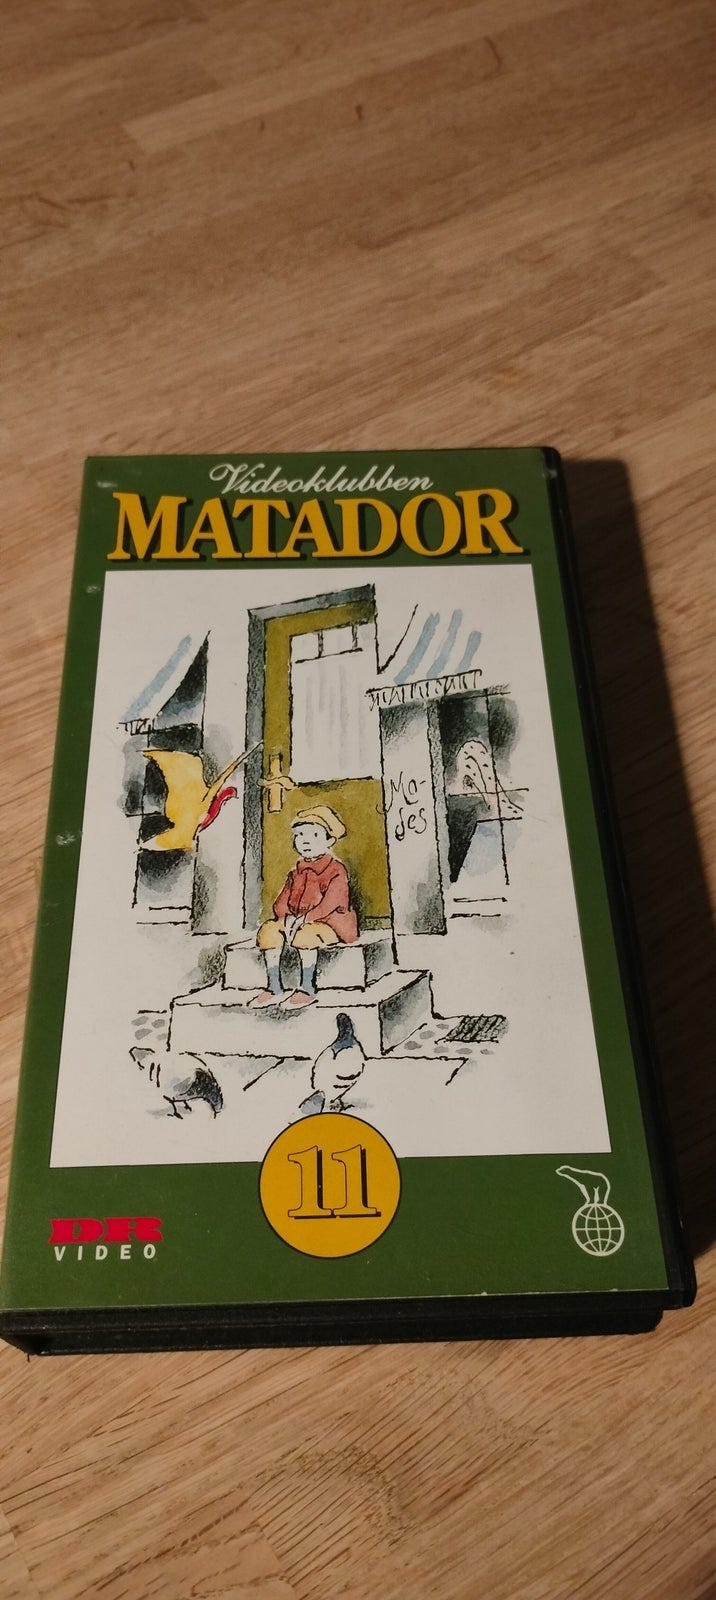 Videoklubben
MATADOR
Mo-
des
11
DR
VIDEO